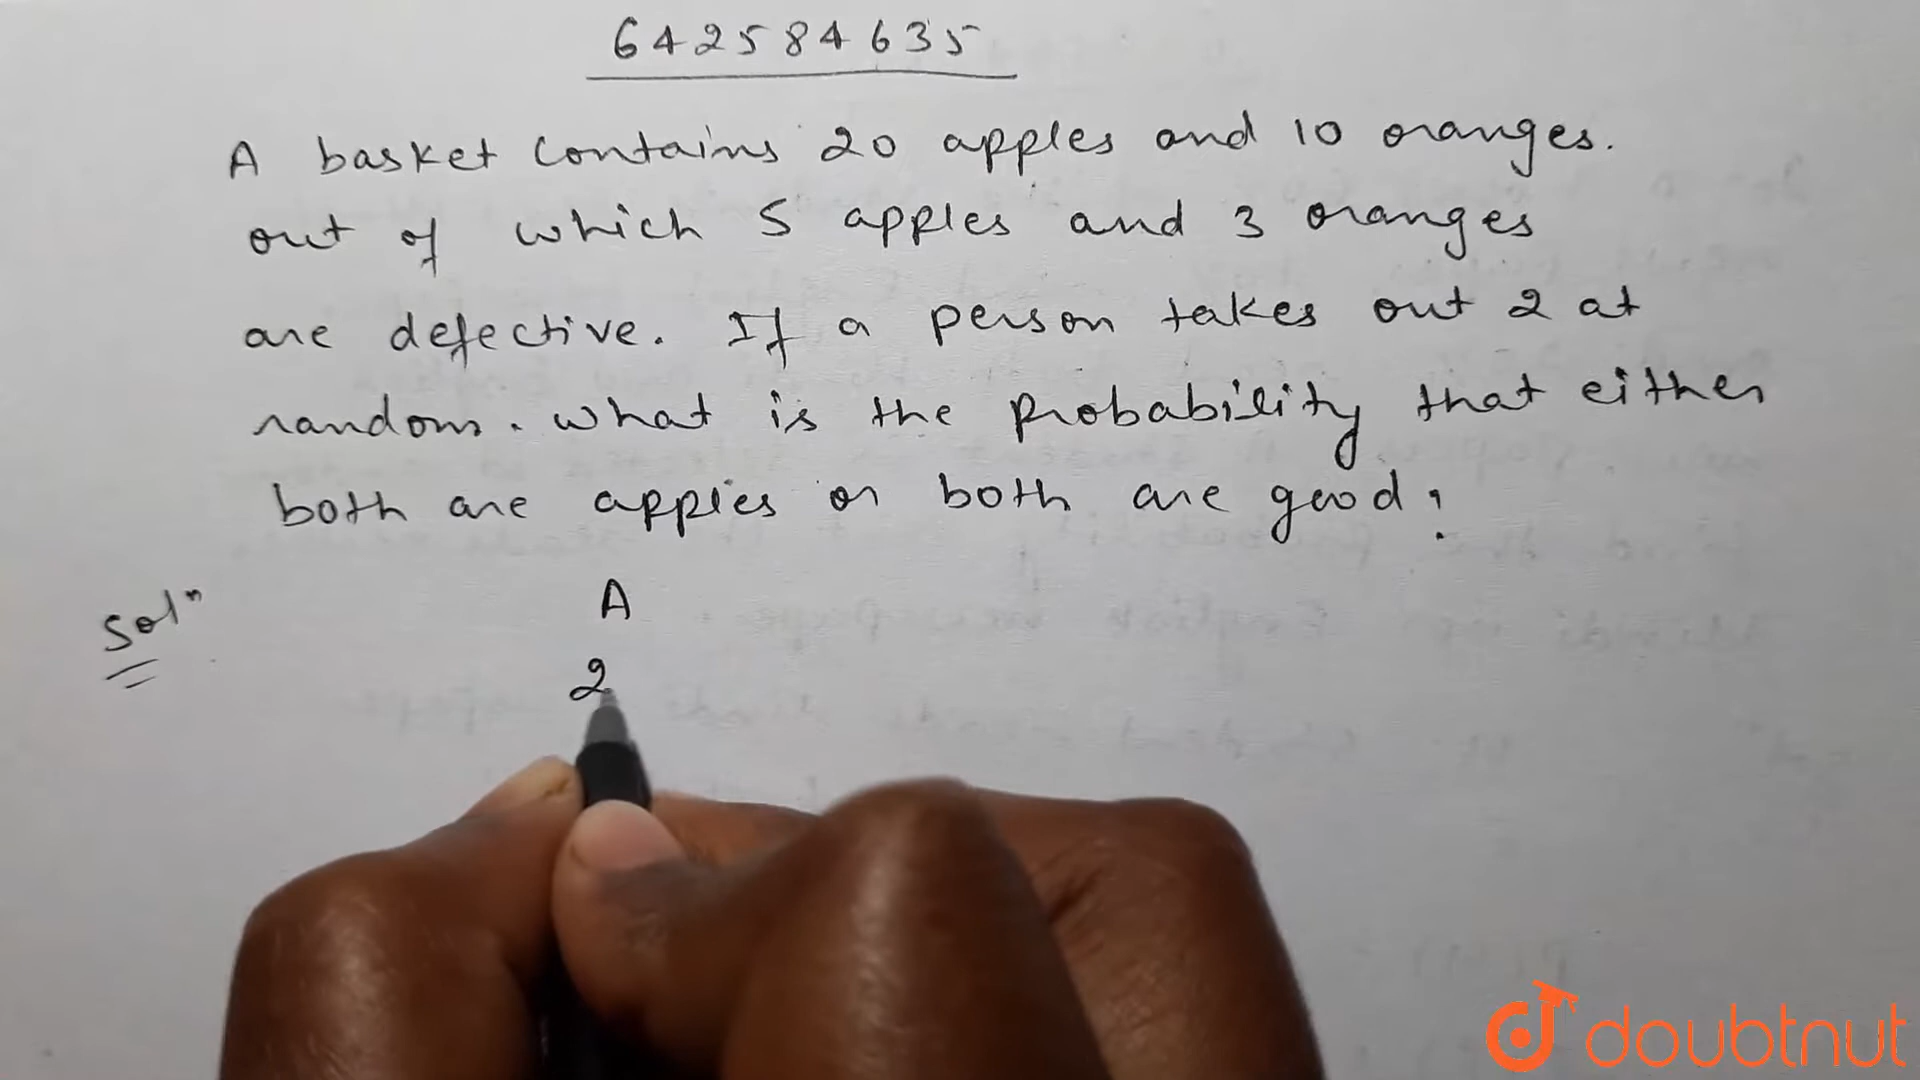 642584635
A basket contains 20 apples and 10 oranges.
out of which 5 apples and 3 oranges
are defective. If a person takes out 2 at
random. what is the probability that either
both are apples or both are good?
Solⁿ
A
2
doubtnut